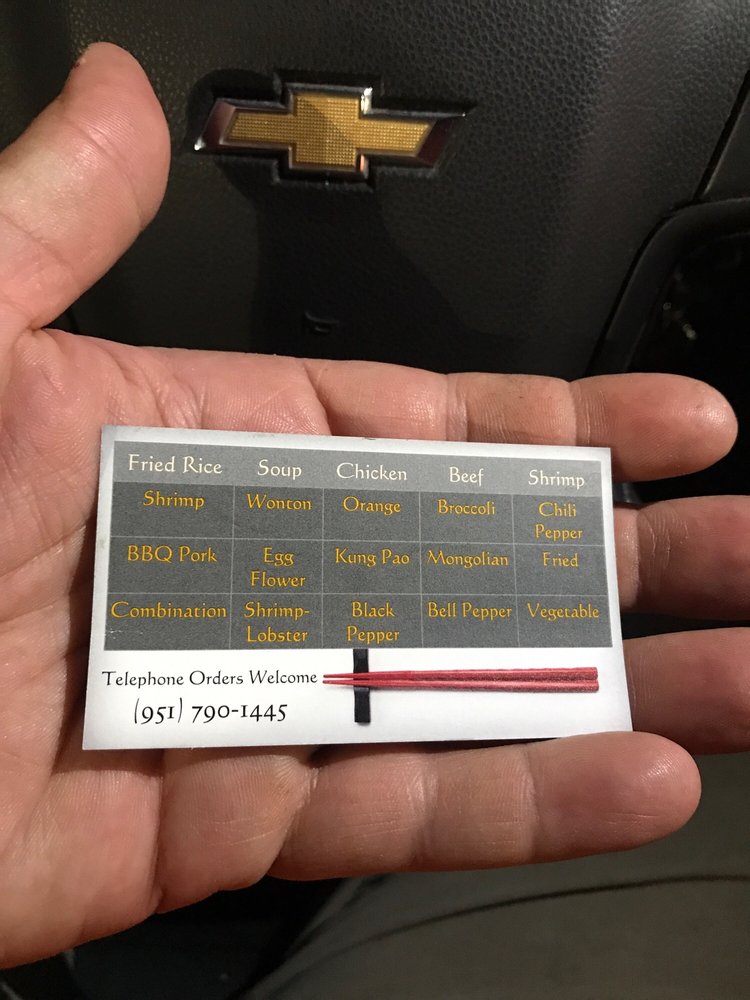 Fried Rice Soup Chicken Beef Shrimp
Shrimp Wonton Orange Broccoli Chili Pepper
BBQ Pork Egg Flower Kung Pao Mongolian Fried
Combination Shrimp-Lobster Black Pepper Bell Pepper Vegetable
Telephone Orders Welcome
(951) 790-1445